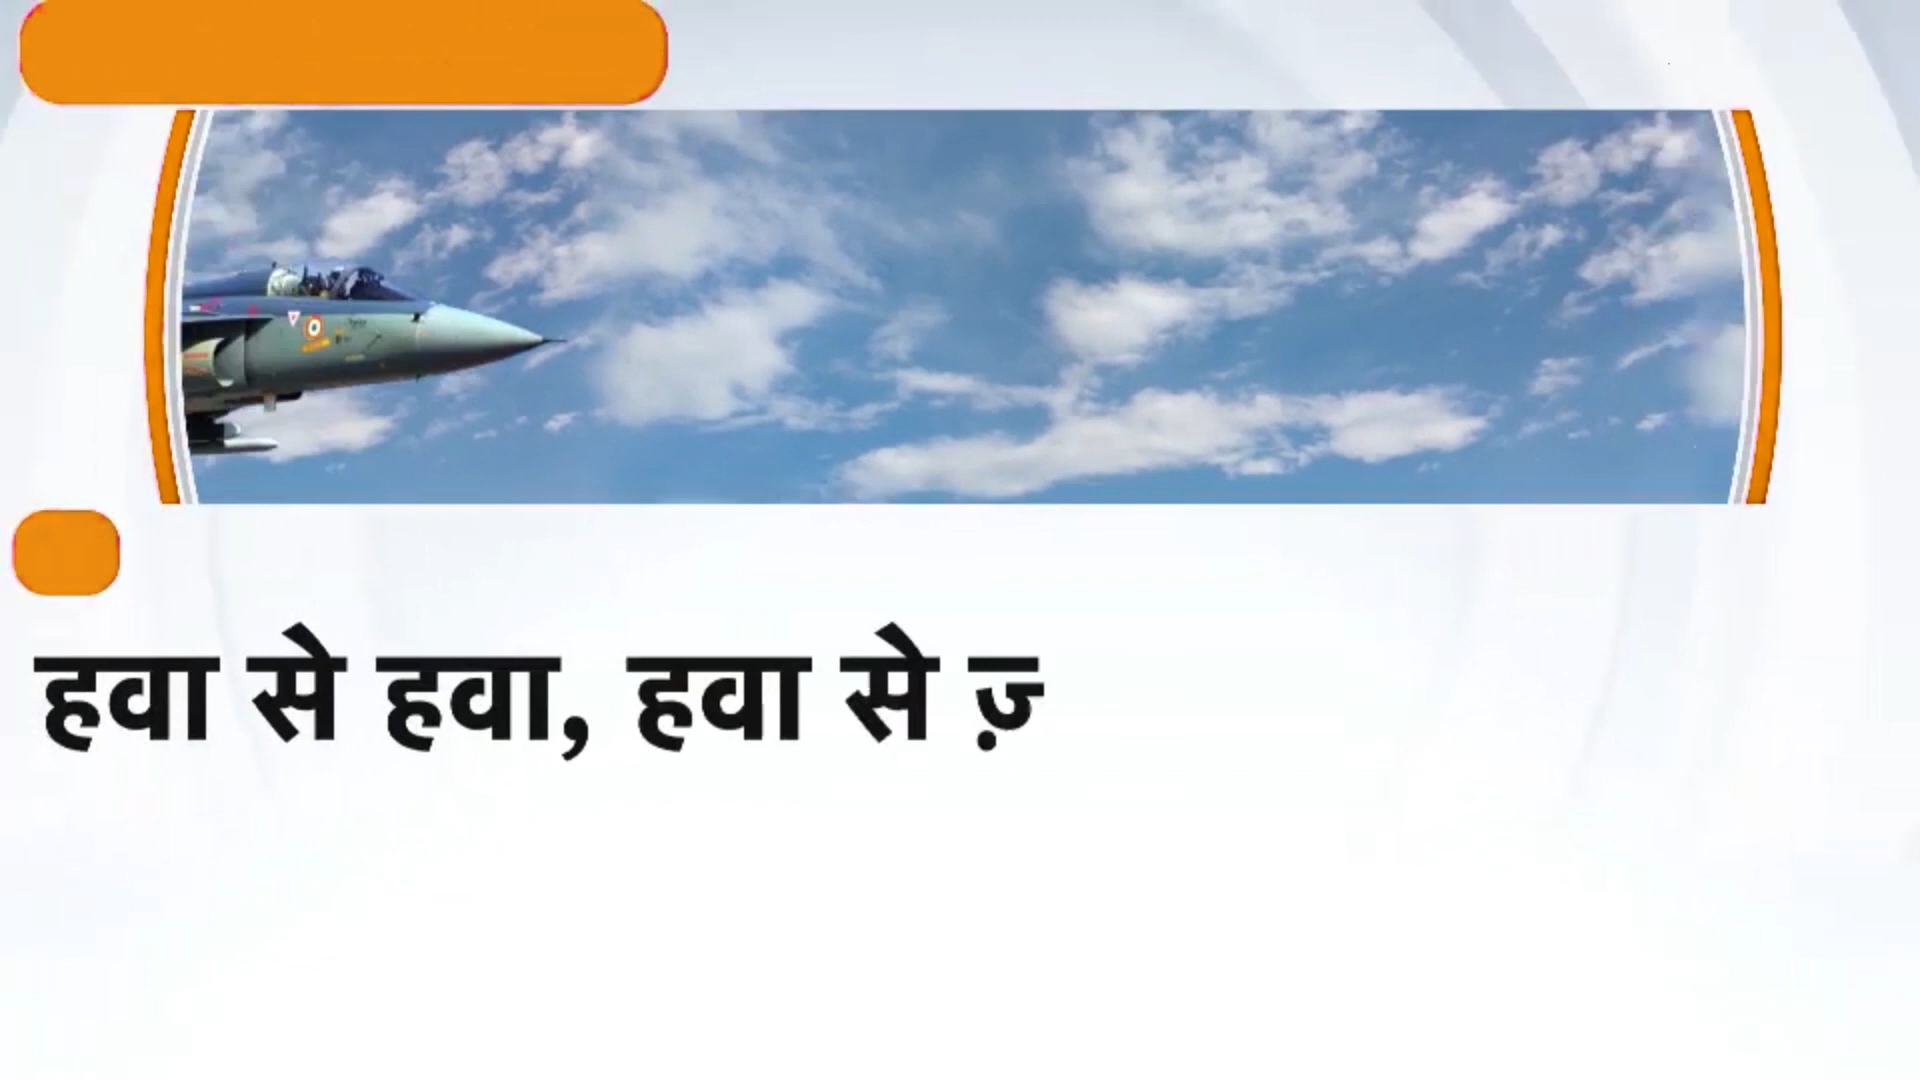 हवा से हवा, हवा से ज़्